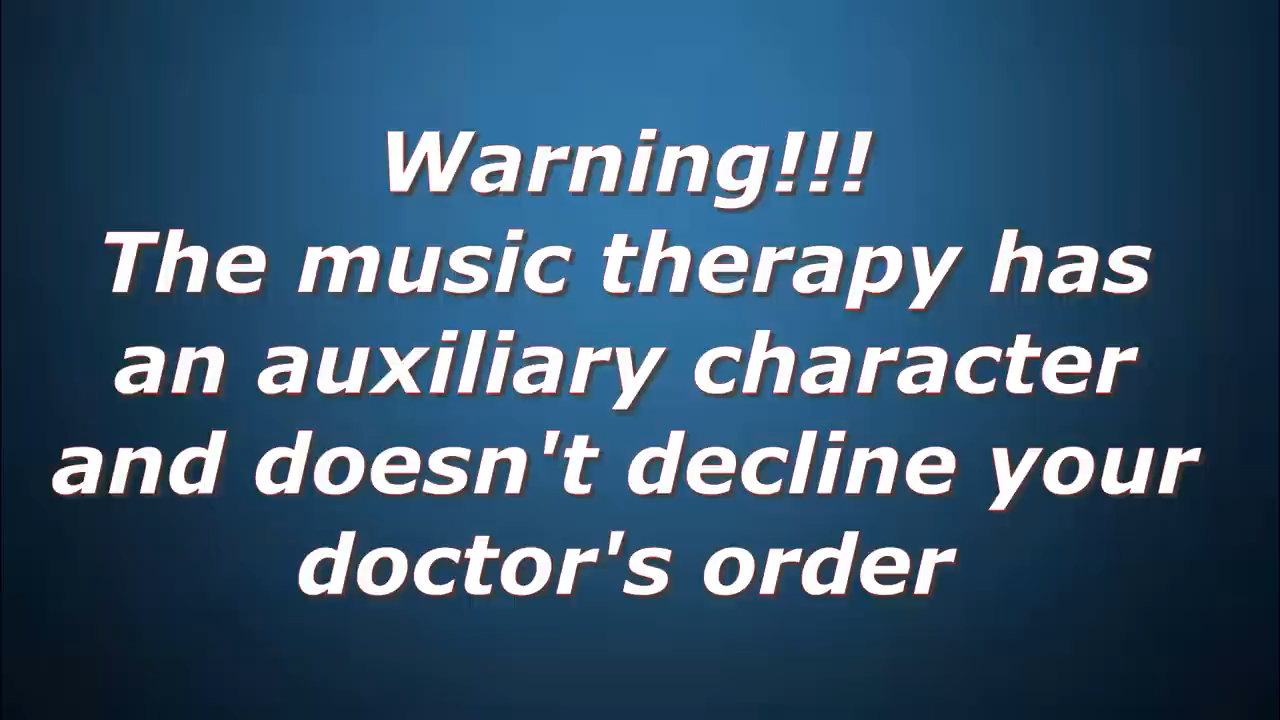 Warning!!!
The music therapy has
an auxiliary character
and doesn't decline your
doctor's order